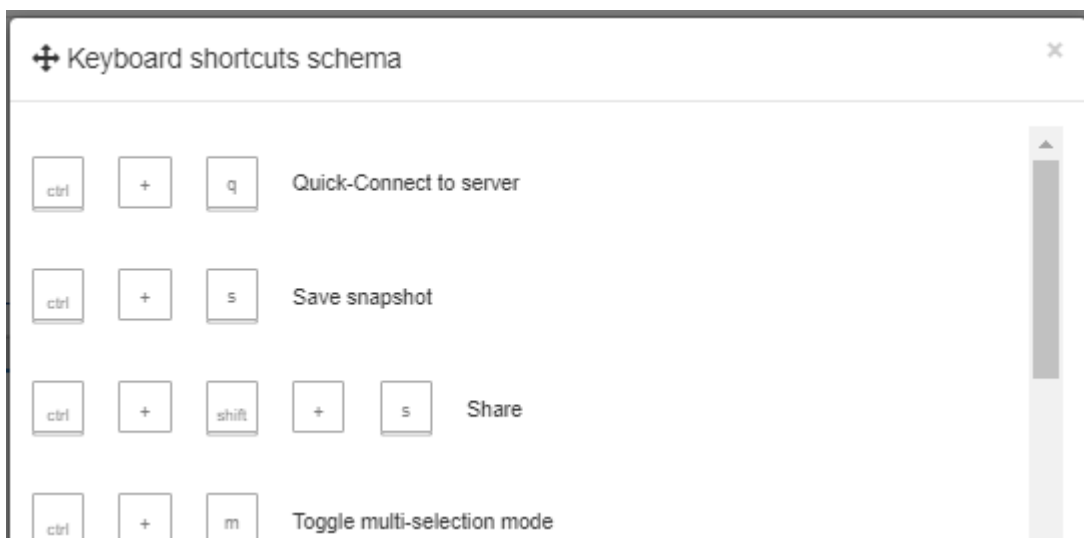 Keyboard shortcuts schema ×
ctrl + q Quick-Connect to server
ctrl + s Save snapshot
ctrl + shift + s Share
ctrl + m Toggle multi-selection mode